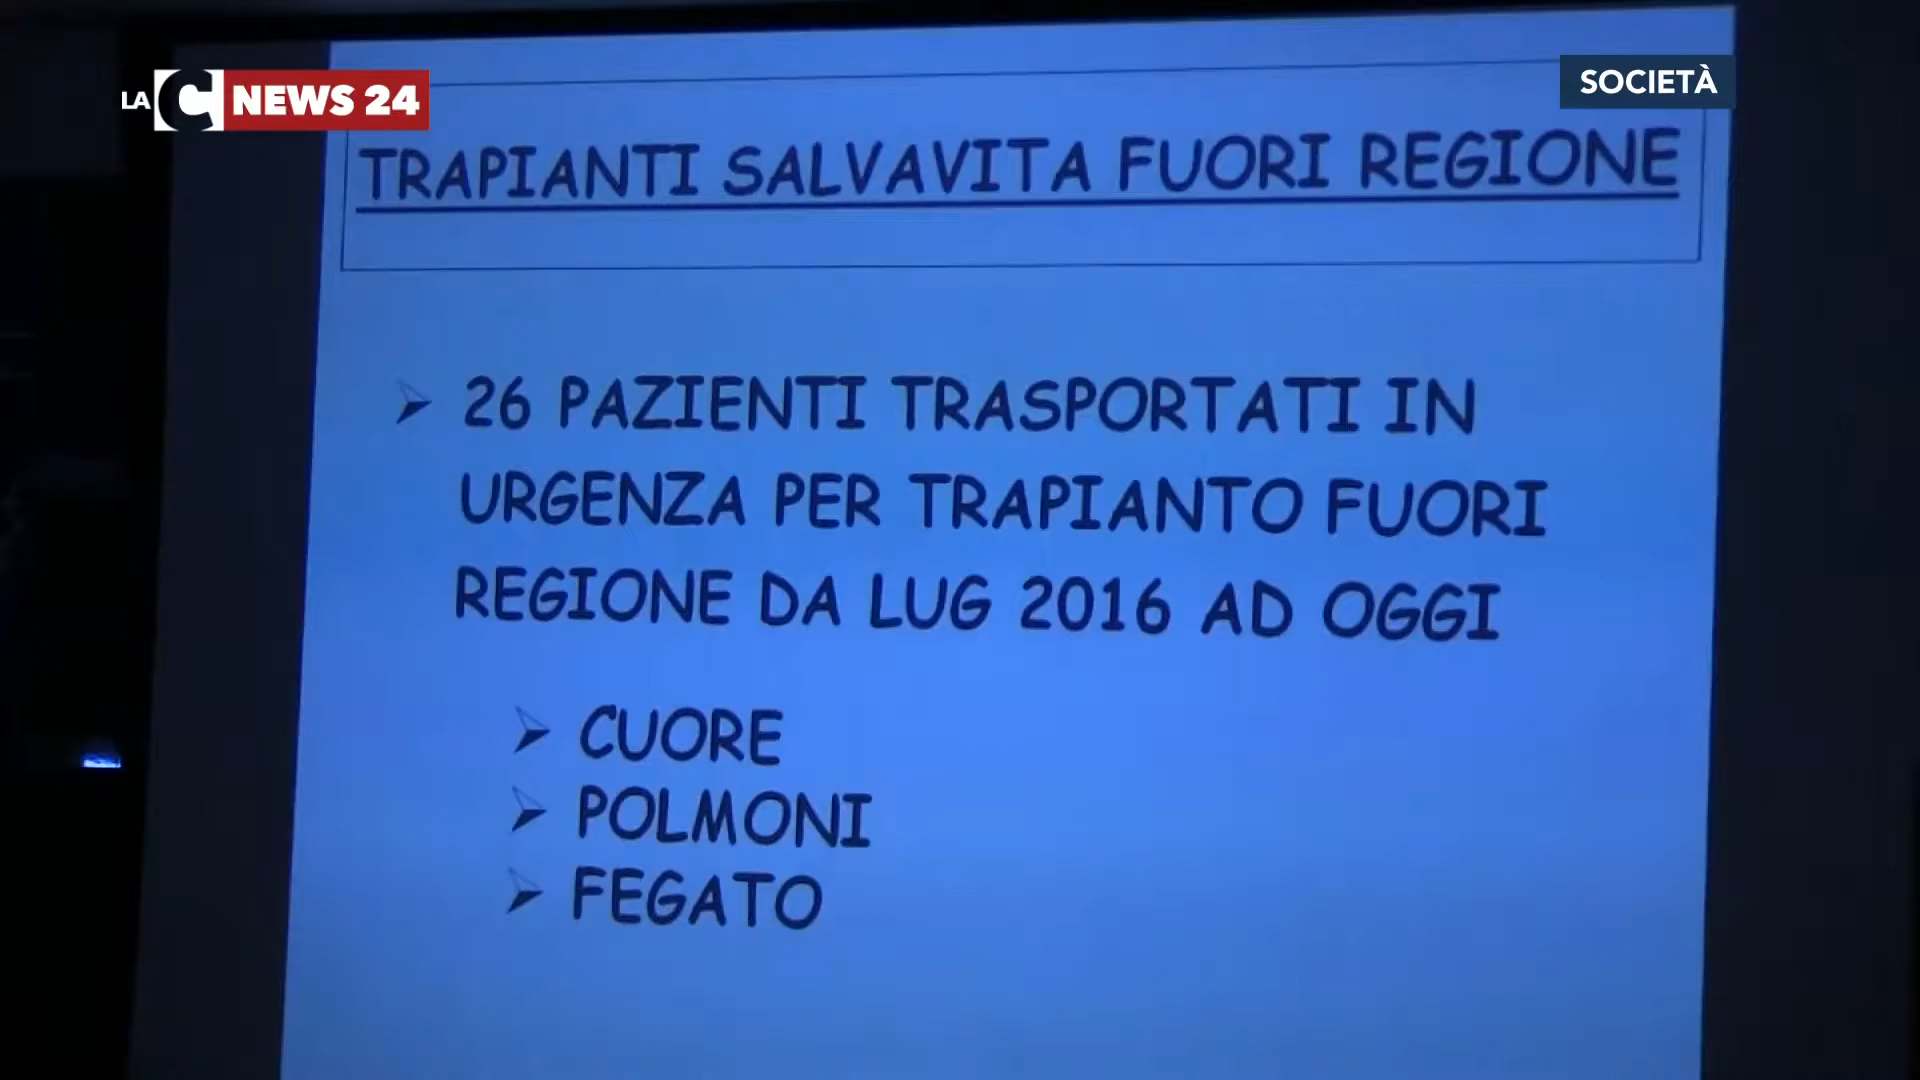 LA C NEWS 24
SOCIETÀ
TRAPIANTI SALVAVITA FUORI REGIONE
26 PAZIENTI TRASPORTATI IN
URGENZA PER TRAPIANTO FUORI
REGIONE DA LUG 2016 AD OGGI
CUORE
POLMONI
FEGATO